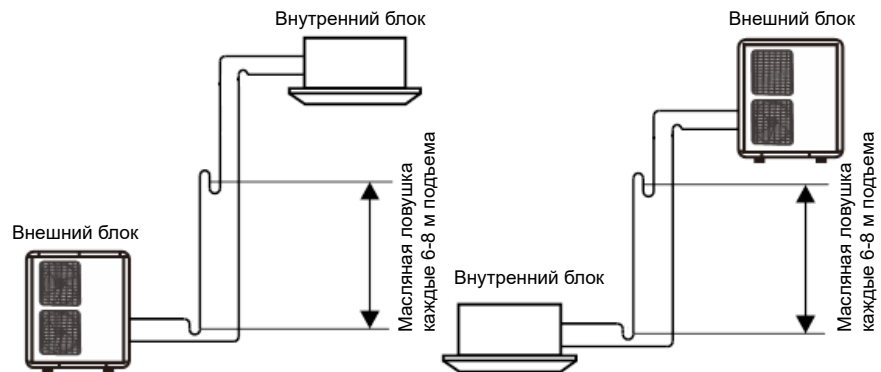 Внутренний блок
Внешний блок
Масляная ловушка
каждые 6-8 м подъема
Внешний блок
Внутренний блок
Масляная ловушка
каждые 6-8 м подъема